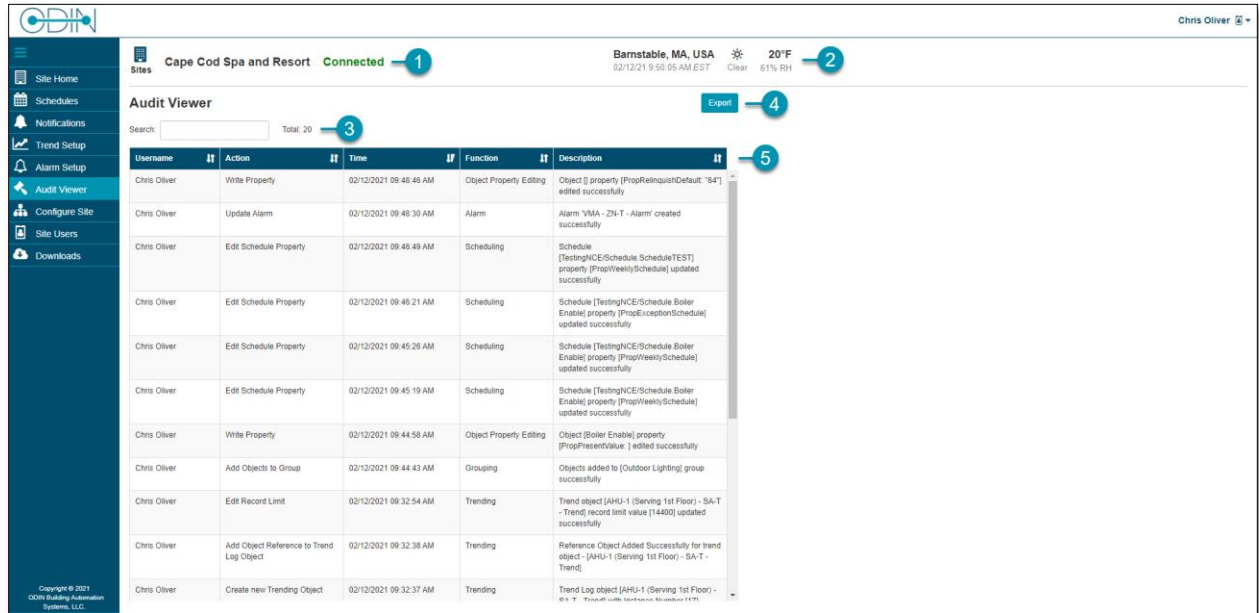 ODIN
Chris Oliver
Site Home
Schedules
Notifications
Trend Setup
Alarm Setup
Audit Viewer
Configure Site
Site Users
Downloads
Copyright © 2021
ODIN Building Automation
Systems, LLC.
Sites
Cape Cod Spa and Resort Connected 1
Barnstable, MA, USA 20°F 2
02/12/21 9:50:05 AM EST Clear 61% RH
Audit Viewer
Export 4
Search: Total: 20 3
Username Action Time Function Description 5
Chris Oliver Write Property 02/12/2021 09:48:46 AM Object Property Editing Object [] property [PropRelinquishDefault: "64"]
edited successfully
Chris Oliver Update Alarm 02/12/2021 09:48:30 AM Alarm Alarm 'VMA - ZN-T - Alarm' created
successfully
Chris Oliver Edit Schedule Property 02/12/2021 09:46:49 AM Scheduling Schedule
[TestingNCE/Schedule.ScheduleTEST]
property [PropWeeklySchedule] updated
successfully
Chris Oliver Edit Schedule Property 02/12/2021 09:46:21 AM Scheduling Schedule [TestingNCE/Schedule.Boiler
Enable] property [PropExceptionSchedule]
updated successfully
Chris Oliver Edit Schedule Property 02/12/2021 09:45:26 AM Scheduling Schedule [TestingNCE/Schedule.Boiler
Enable] property [PropWeeklySchedule]
updated successfully
Chris Oliver Edit Schedule Property 02/12/2021 09:45:19 AM Scheduling Schedule [TestingNCE/Schedule.Boiler
Enable] property [PropWeeklySchedule]
updated successfully
Chris Oliver Write Property 02/12/2021 09:44:58 AM Object Property Editing Object [Boiler Enable] property
[PropPresentValue: ] edited successfully
Chris Oliver Add Objects to Group 02/12/2021 09:44:43 AM Grouping Objects added to [Outdoor Lighting] group
successfully
Chris Oliver Edit Record Limit 02/12/2021 09:32:54 AM Trending Trend object [AHU-1 (Serving 1st Floor) - SA-T
- Trend] record limit value [14400] updated
successfully
Chris Oliver Add Object Reference to Trend 02/12/2021 09:32:38 AM Trending Reference Object Added Successfully for trend
Log Object object - [AHU-1 (Serving 1st Floor) - SA-T -
Trend]
Chris Oliver Create new Trending Object 02/12/2021 09:32:37 AM Trending Trend Log object [AHU-1 (Serving 1st Floor) -
SA-T - Trend] with Instance Number [17]